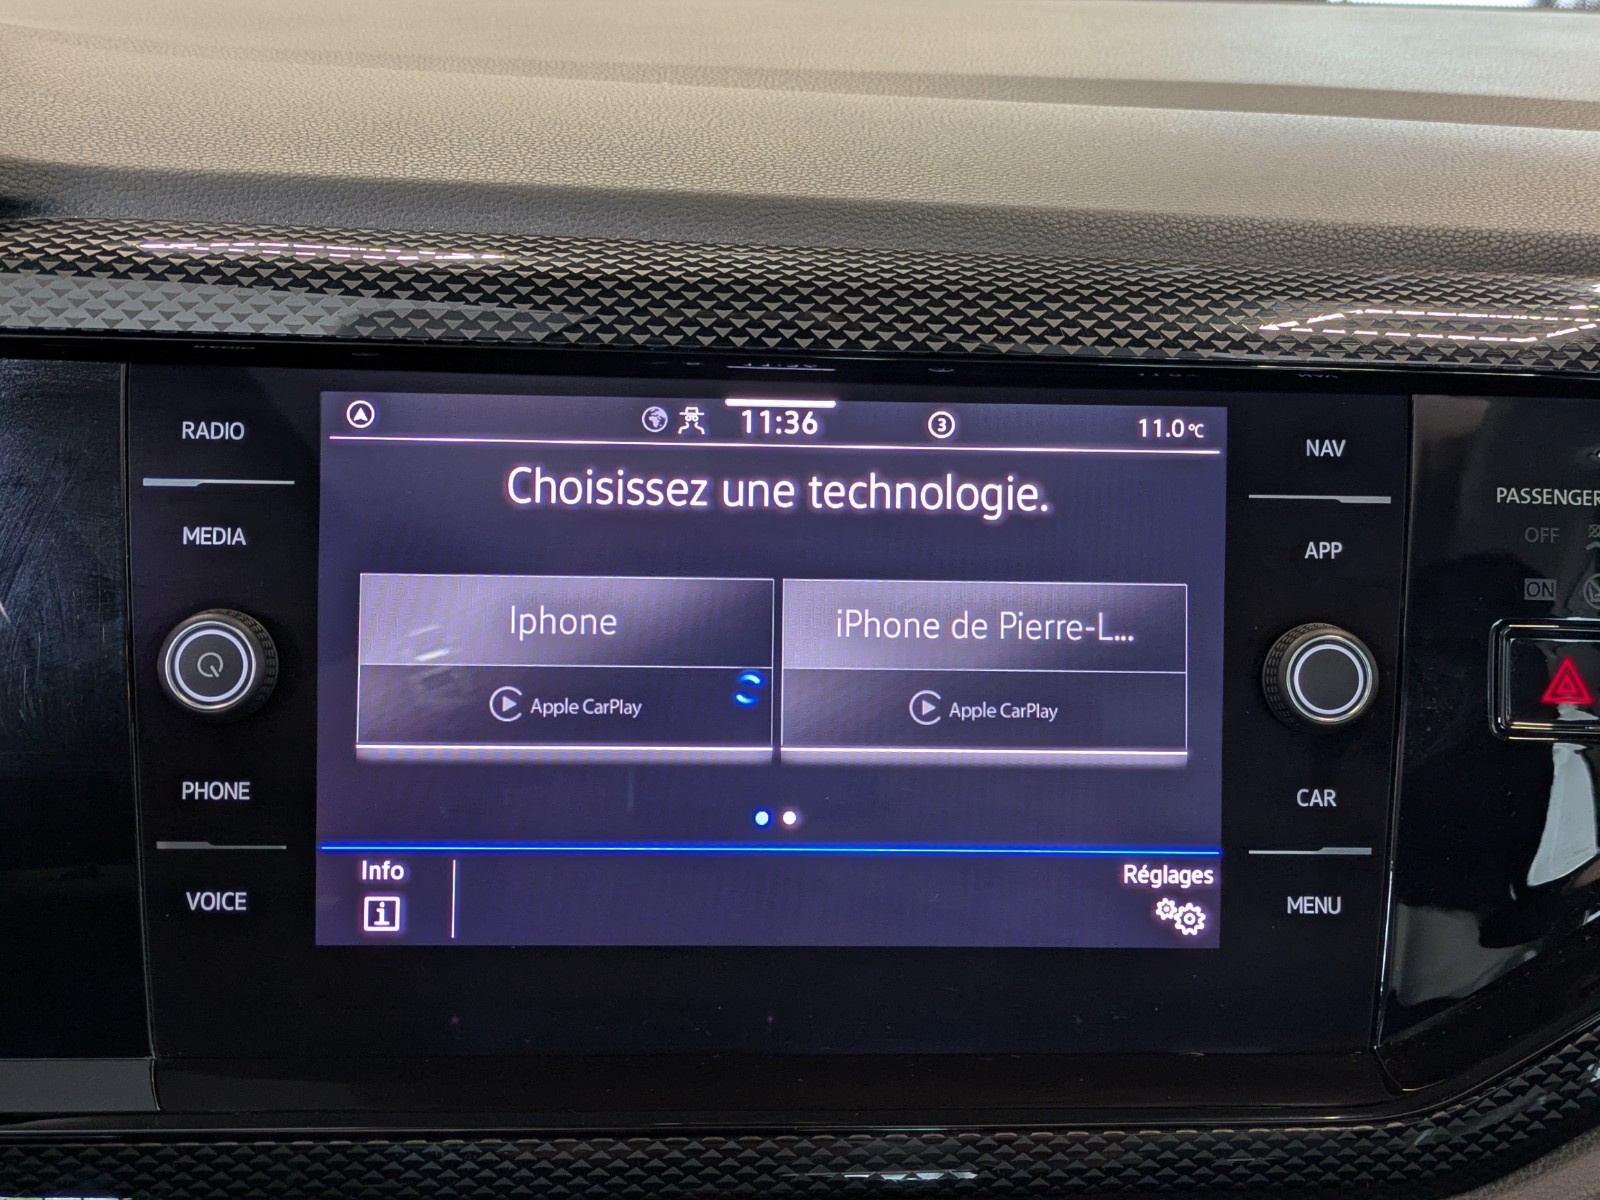 RADIO
MEDIA
PHONE
VOICE
11:36
3
11.0°C
Choisissez une technologie.
Iphone
Apple CarPlay
iPhone de Pierre-L...
Apple CarPlay
Info
i
Réglages
NAV
APP
CAR
MENU
PASSENGER
OFF
ON